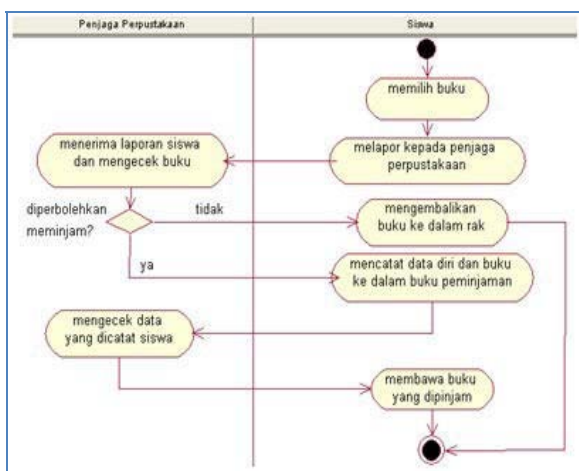 Penjaga Perpustakaan
Siswa
memilih buku
melapor kepada penjaga
perpustakaan
menerima laporan siswa
dan mengecek buku
diperbolehkan
meminjam?
tidak
mengembalikan
buku ke dalam rak
ya
mencatat data diri dan buku
ke dalam buku peminjaman
mengecek data
yang dicatat siswa
membawa buku
yang dipinjam